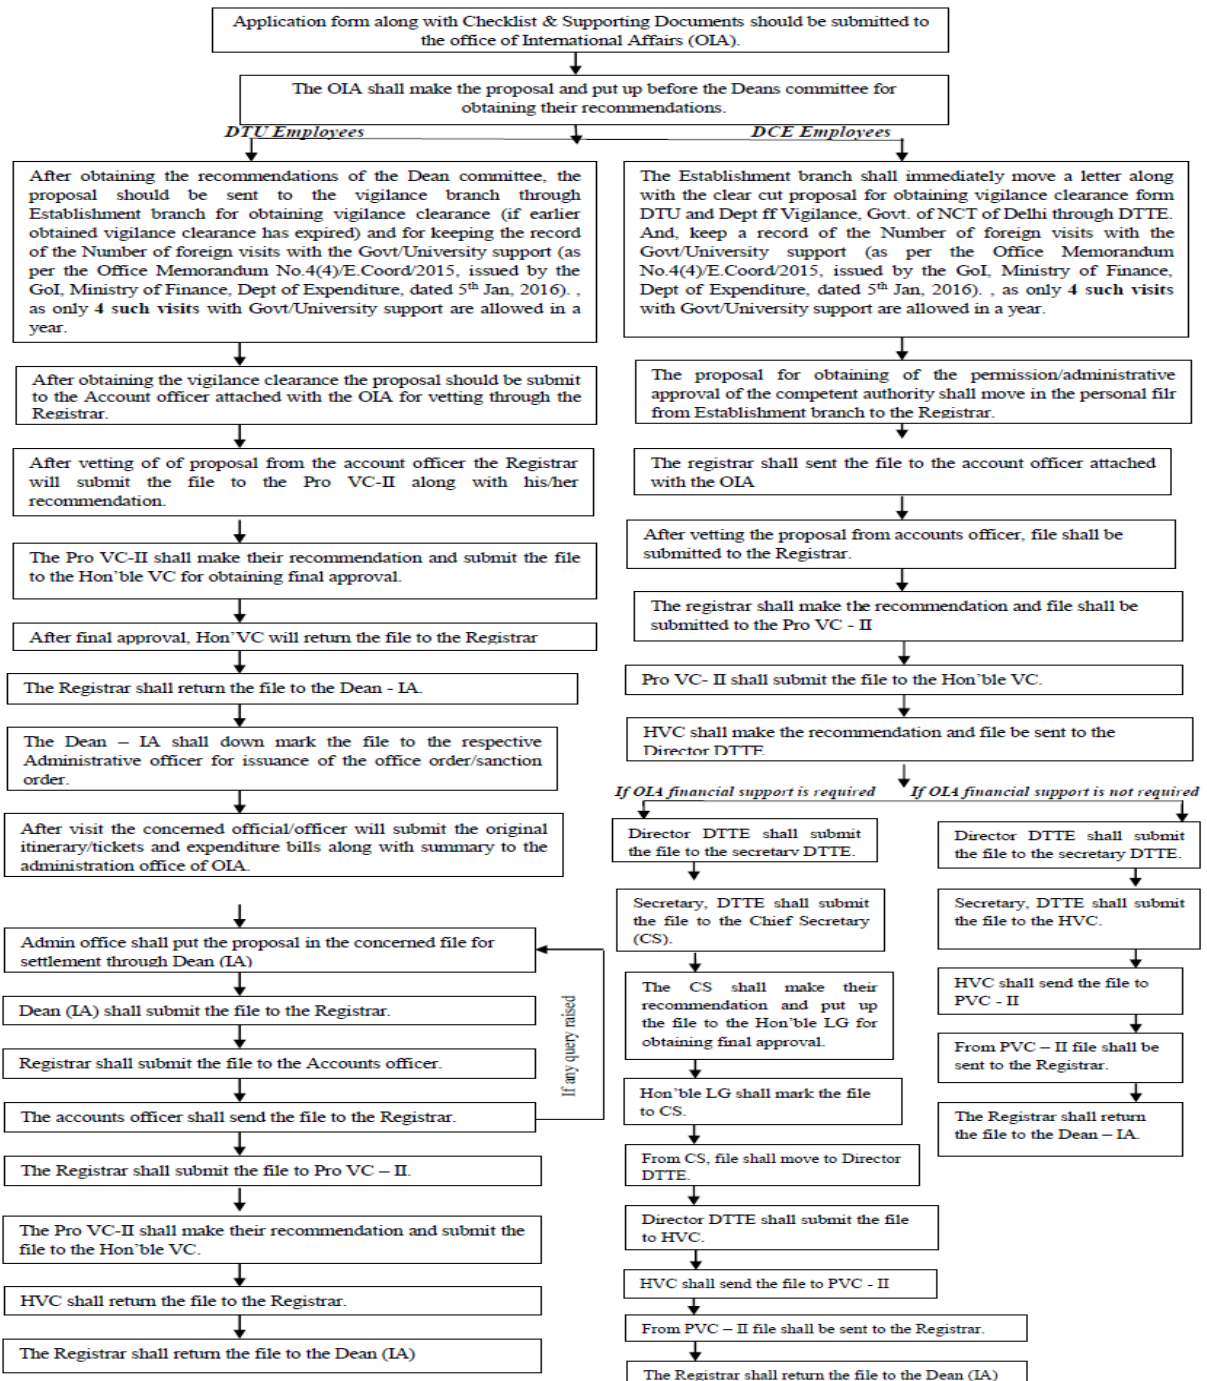 Application form along with Checklist & Supporting Documents should be submitted to
the office of International Affairs (OIA).
The OIA shall make the proposal and put up before the Deans committee for
obtaining their recommendations.
DTU Employees
DCE Employees
After obtaining the recommendations of the Dean committee, the
proposal should be sent to the vigilance branch through
Establishment branch for obtaining vigilance clearance (if earlier
obtained vigilance clearance has expired) and for keeping the record
of the Number of foreign visits with the Govt/University support (as
per the Office Memorandum No.4(4)/E.Coord/2015, issued by the
GoI, Ministry of Finance, Dept of Expenditure, dated 5th Jan, 2016). ,
as only 4 such visits with Govt/University support are allowed in a
year.
After obtaining the vigilance clearance the proposal should be submit
to the Account officer attached with the OIA for vetting through the
Registrar.
After vetting of of proposal from the account officer the Registrar
will submit the file to the Pro VC-II along with his/her
recommendation.
The Pro VC-II shall make their recommendation and submit the file
to the Hon'ble VC for obtaining final approval.
After final approval, Hon'VC will return the file to the Registrar
The Registrar shall return the file to the Dean - IA.
The Dean – IA shall down mark the file to the respective
Administrative officer for issuance of the office order/sanction
order.
After visit the concerned official/officer will submit the original
itinerary/tickets and expenditure bills along with summary to the
administration office of OIA.
Admin office shall put the proposal in the concerned file for
settlement through Dean (IA)
Dean (IA) shall submit the file to the Registrar.
Registrar shall submit the file to the Accounts officer.
The accounts officer shall send the file to the Registrar.
If any query raised
The Registrar shall submit the file to Pro VC – II.
The Pro VC-II shall make their recommendation and submit the
file to the Hon'ble VC.
HVC shall return the file to the Registrar.
The Registrar shall return the file to the Dean (IA)
The Establishment branch shall immediately move a letter along
with the clear cut proposal for obtaining vigilance clearance form
DTU and Dept ff Vigilance, Govt. of NCT of Delhi through DTTE.
And, keep a record of the Number of foreign visits with the
Govt/University support (as per the Office Memorandum
No.4(4)/E.Coord/2015, issued by the GoI, Ministry of Finance,
Dept of Expenditure, dated 5th Jan, 2016). , as only 4 such visits
with Govt/University support are allowed in a year.
The proposal for obtaining of the permission/administrative
approval of the competent authority shall move in the personal filr
from Establishment branch to the Registrar.
The registrar shall sent the file to the account officer attached
with the OIA
After vetting the proposal from accounts officer, file shall be
submitted to the Registrar.
The registrar shall make the recommendation and file shall be
submitted to the Pro VC - II
Pro VC- II shall submit the file to the Hon'ble VC.
HVC shall make the recommendation and file be sent to the
Director DTTE.
If OIA financial support is required
If OIA financial support is not required
Director DTTE shall submit
the file to the secretary DTTE.
Secretary, DTTE shall submit
the file to the Chief Secretary
(CS).
The CS shall make their
recommendation and put up
the file to the Hon'ble LG for
obtaining final approval.
Hon'ble LG shall mark the file
to CS.
From CS, file shall move to Director
DTTE.
Director DTTE shall submit the file
to HVC.
HVC shall send the file to PVC - II
From PVC – II file shall be sent to the Registrar.
The Registrar shall return the file to the Dean (IA)
Director DTTE shall submit
the file to the secretary DTTE.
Secretary, DTTE shall submit
the file to the HVC.
HVC shall send the file to
PVC - II
From PVC – II file shall be
sent to the Registrar.
The Registrar shall return
the file to the Dean – IA.